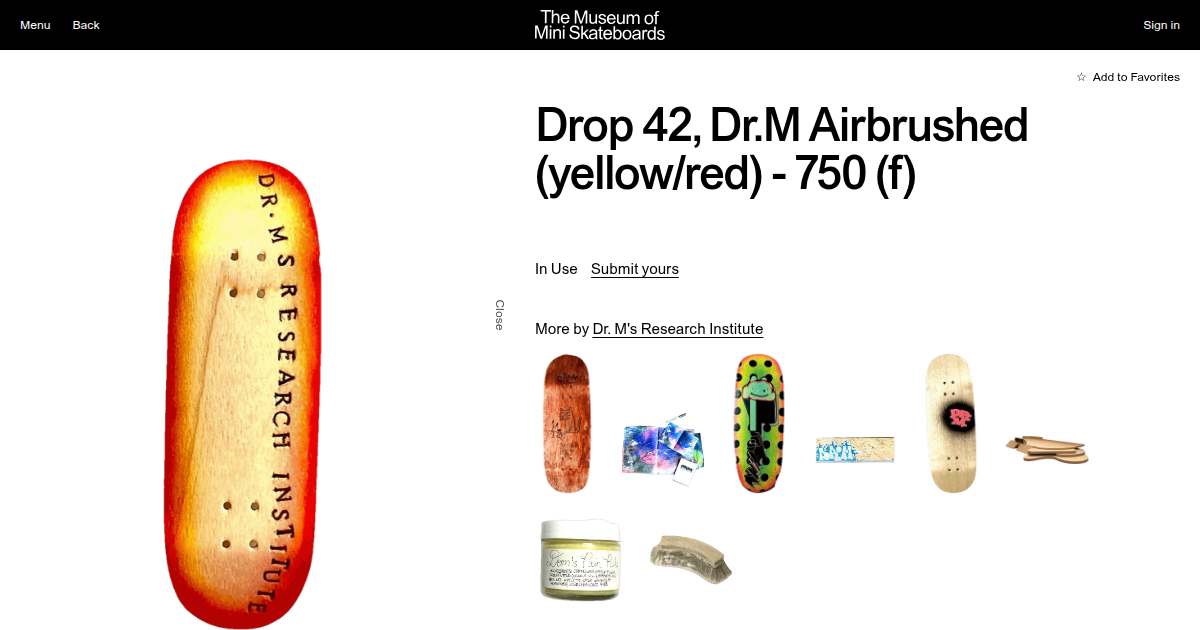 Menu
Back
The Museum of
Mini Skateboards
Sign in
☆ Add to Favorites
Drop 42, Dr.M Airbrushed
(yellow/red) - 750 (f)
DR. M'S RESEARCH INSTITUTE
In Use
Submit yours
Close
More by Dr. M's Research Institute